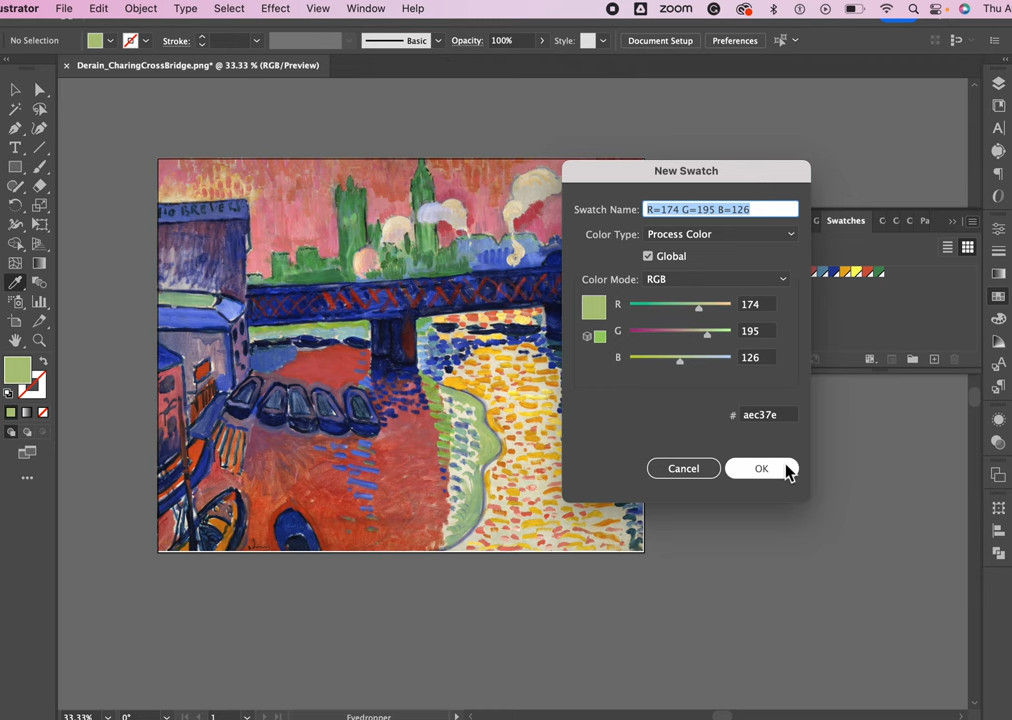 ustrator File Edit Object Type Select Effect View Window Help zoom Thu A
No Selection Stroke: Basic Opacity: 100% Style: Document Setup Preferences
× Derain_CharingCrossBridge.png* @ 33.33 % (RGB/Preview)
New Swatch
Swatch Name: R=174 G=195 B=126
G Swatches C C C Pa
Color Type: Process Color
Global
Color Mode: RGB
R 174
G 195
B 126
# aec37e
Cancel OK
33.33% 0° 1 Eyedropper